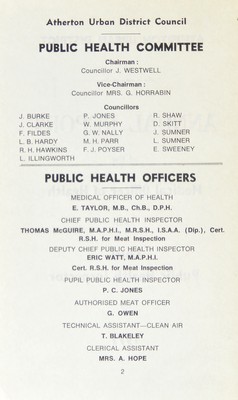 Atherton Urban District Council
PUBLIC HEALTH COMMITTEE
Chairman :
Councillor J. WESTWELL
Vice-Chairman :
Councillor MRS. G. HORRABIN
Councillors
J. BURKE P. JONES R. SHAW
J. CLARKE W. MURPHY D. SKITT
F. FILDES G. W. NALLY J. SUMNER
L. B. HARDY M. H. PARR L. SUMNER
R. H. HAWKINS F. J. POYSER E. SWEENEY
L. ILLINGWORTH
PUBLIC HEALTH OFFICERS
MEDICAL OFFICER OF HEALTH
E. TAYLOR, M.B., Ch.B., D.P.H.
CHIEF PUBLIC HEALTH INSPECTOR
THOMAS McGUIRE, M.A.P.H.I., M.R.S.H., I.S.A.A. (Dip.), Cert.
R.S.H. for Meat Inspection
DEPUTY CHIEF PUBLIC HEALTH INSPECTOR
ERIC WATT, M.A.P.H.I.
Cert. R.S.H. for Meat Inspection
PUPIL PUBLIC HEALTH INSPECTOR
P. C. JONES
AUTHORISED MEAT OFFICER
G. OWEN
TECHNICAL ASSISTANT—CLEAN AIR
T. BLAKELEY
CLERICAL ASSISTANT
MRS. A. HOPE
2